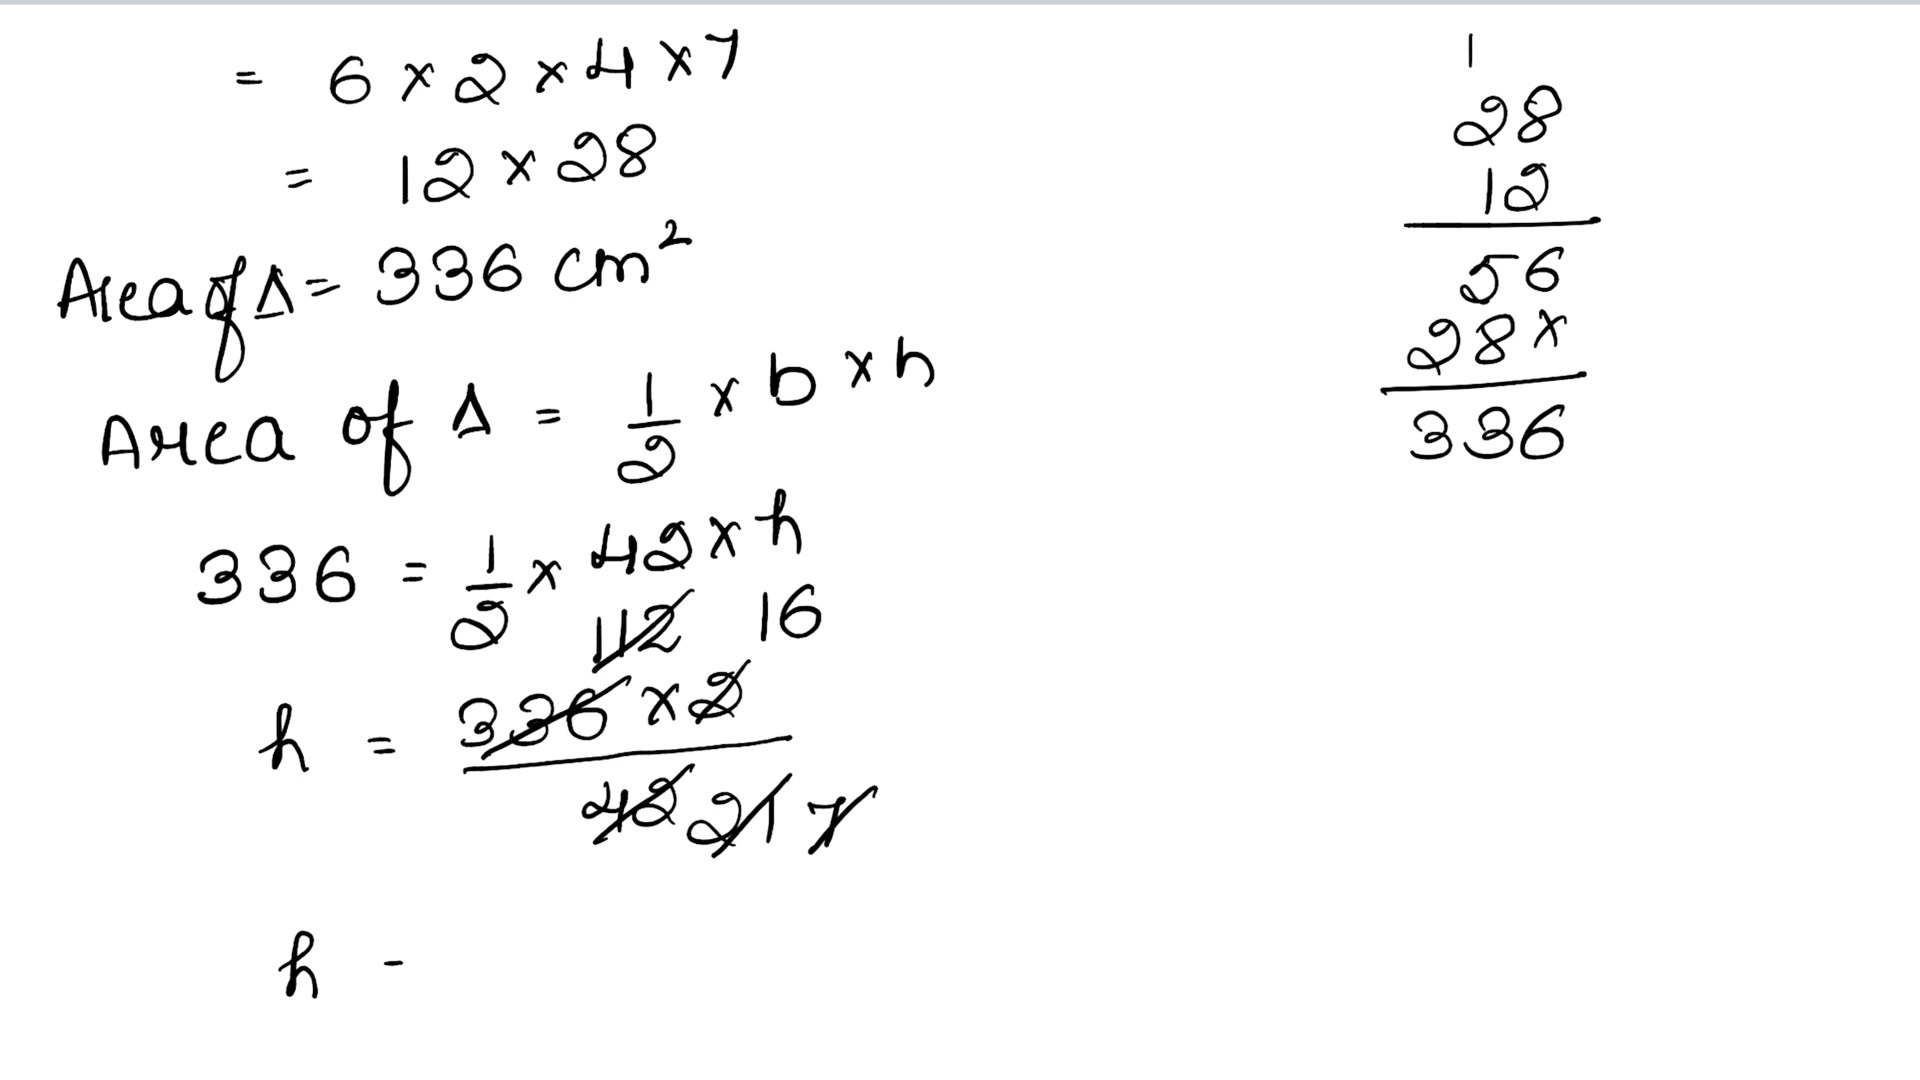 = 6 × 2 × 4 × 7
= 12 × 28
Area of Δ = 336 cm²
Area of Δ = 1/2 × b × h
336 = 1/2 × 42 × h
112 16
h = 336 × 2 / 42 21 7
h -
1
28
12
56
28×
336